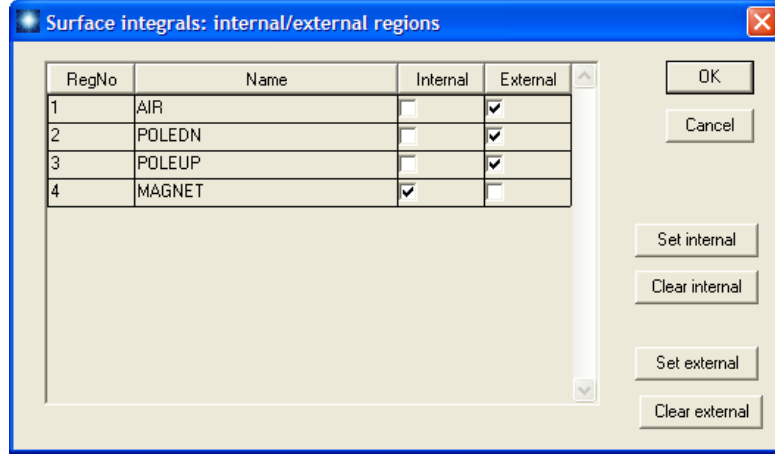 Surface integrals: internal/external regions
RegNo Name Internal External
1 AIR
2 POLEDN
3 POLEUP
4 MAGNET
OK
Cancel
Set internal
Clear internal
Set external
Clear external